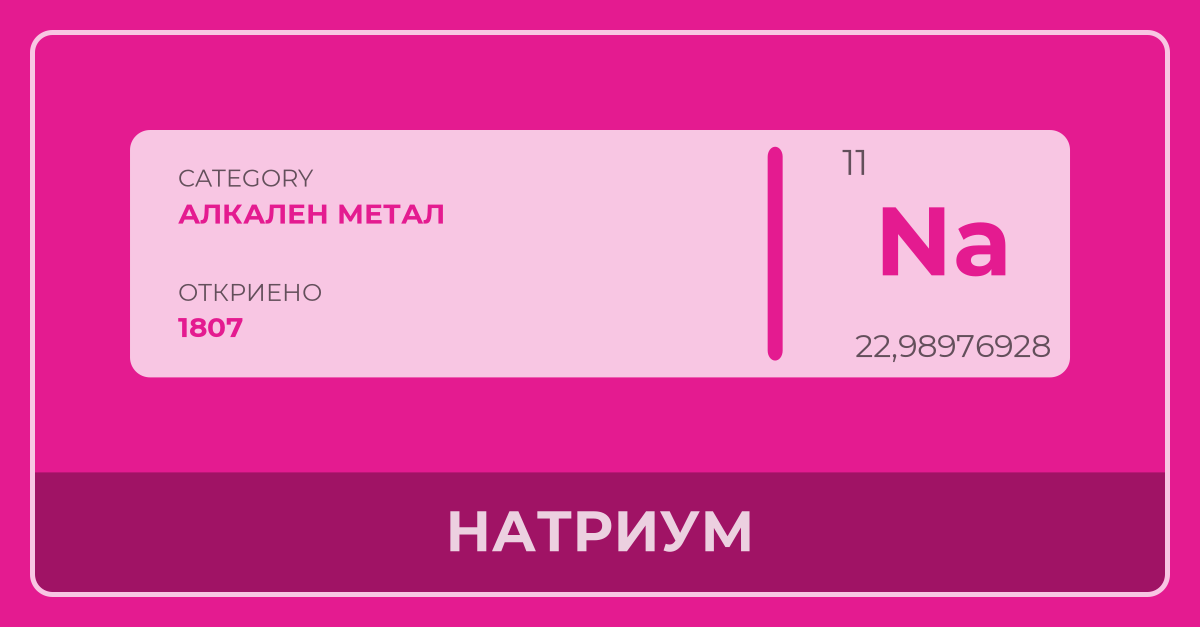 CATEGORY
АЛКАЛЕН МЕТАЛ
ОТКРИЕНО
1807
11
Na
22,98976928
НАТРИУМ